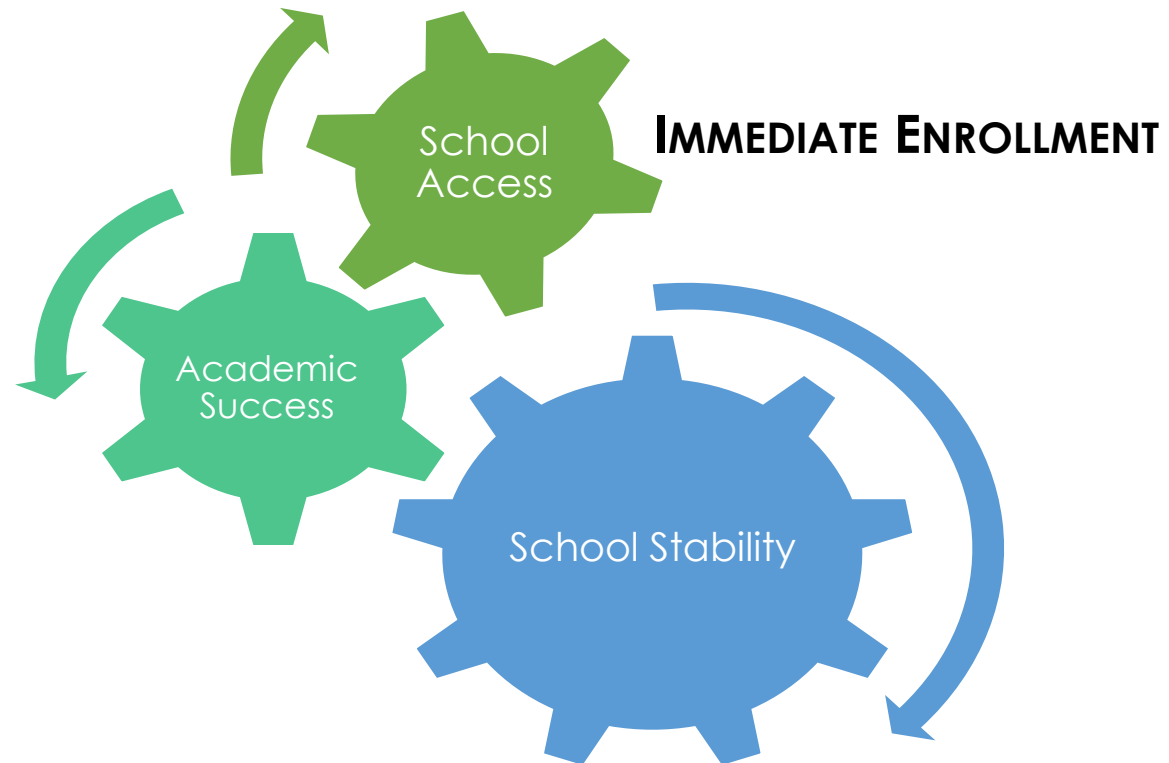 School
Access
IMMEDIATE ENROLLMENT
Academic
Success
School Stability